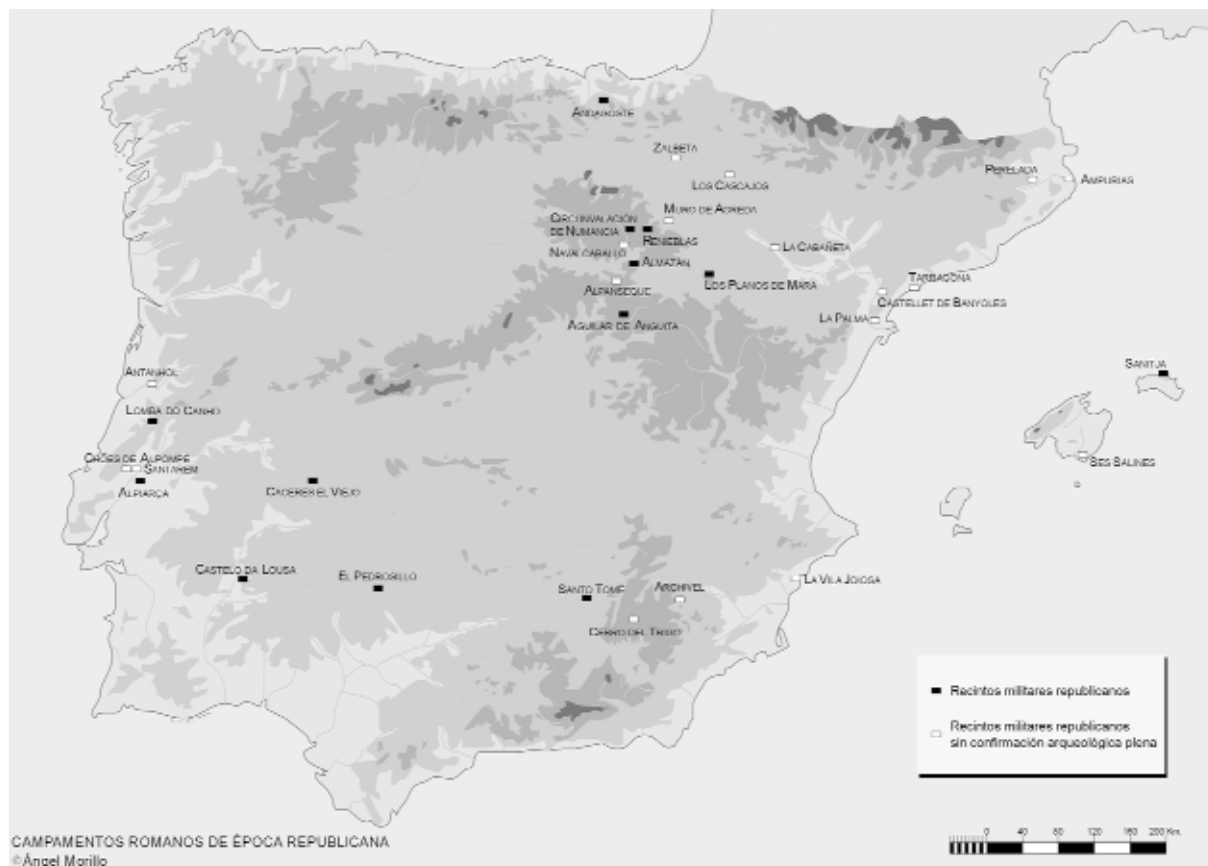 ANDAGOSTE
ZALBETA
LOS CASCAJOS
PERELADA
AMPURIAS
MURO DE AGREDA
CIRCUNVALACIÓN
DE NUMANCIA
RENIEBLAS
NAVALCABALLO
LA CABAÑETA
ALMAZÁN
LOS PLANOS DE MARA
ALPANSEQUE
TARRAGONA
CASTELLET DE BANYOLES
LA PALMA
AGUILAR DE ANGUITA
SANITJA
ANTANHOL
LOMBA DO CANHO
SES SALINES
CHÕES DE ALPOMPE
SANTAREM
ALPIARÇA
CÁCERES EL VIEJO
CASTELO DA LOUSA
EL PEDROSILLO
SANTO TOMÉ
ARCHIVEL
LA VILA JOIOSA
CERRO DEL TRIGO
Recintos militares republicanos
Recintos militares republicanos
sin confirmación arqueológica plena
CAMPAMENTOS ROMANOS DE ÉPOCA REPUBLICANA
©Ángel Morillo
0 40 80 120 160 200 Km.